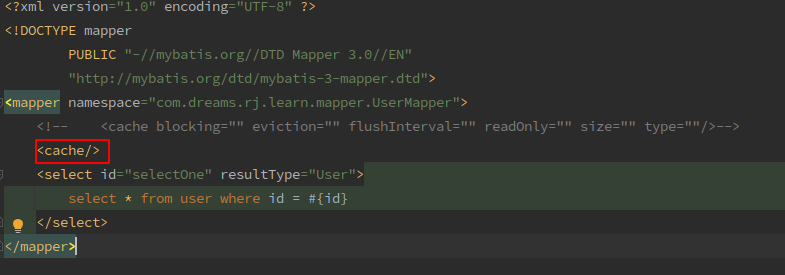 <?xml version="1.0" encoding="UTF-8" ?>
<!DOCTYPE mapper
PUBLIC "-//mybatis.org//DTD Mapper 3.0//EN"
"http://mybatis.org/dtd/mybatis-3-mapper.dtd">
<mapper namespace="com.dreams.rj.learn.mapper.UserMapper">
<!--    <cache blocking="" eviction="" flushInterval="" readOnly="" size="" type=""/>-->
<cache/>
<select id="selectOne" resultType="User">
select * from user where id = #{id}
</select>
</mapper>